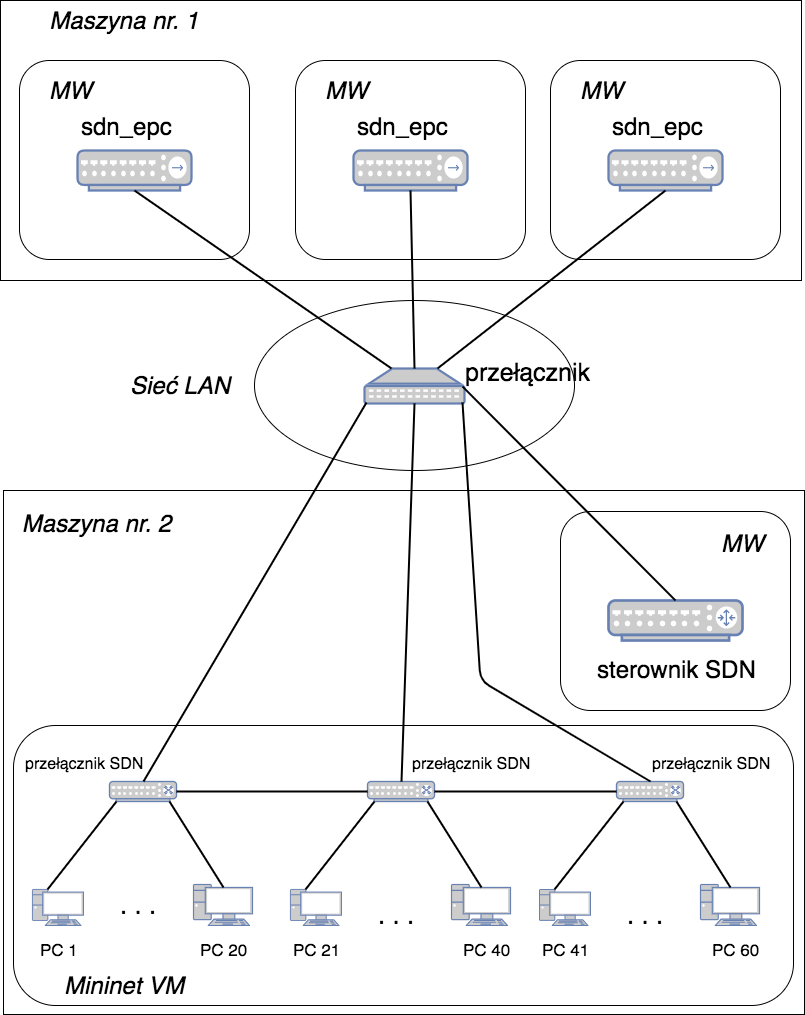 Maszyna nr. 1
MW
MW
MW
sdn_epc
sdn_epc
sdn_epc
Sieć LAN
przełącznik
Maszyna nr. 2
MW
sterownik SDN
przełącznik SDN
przełącznik SDN
przełącznik SDN
. . .
. . .
. . .
PC 1
PC 20
PC 21
PC 40
PC 41
PC 60
Mininet VM